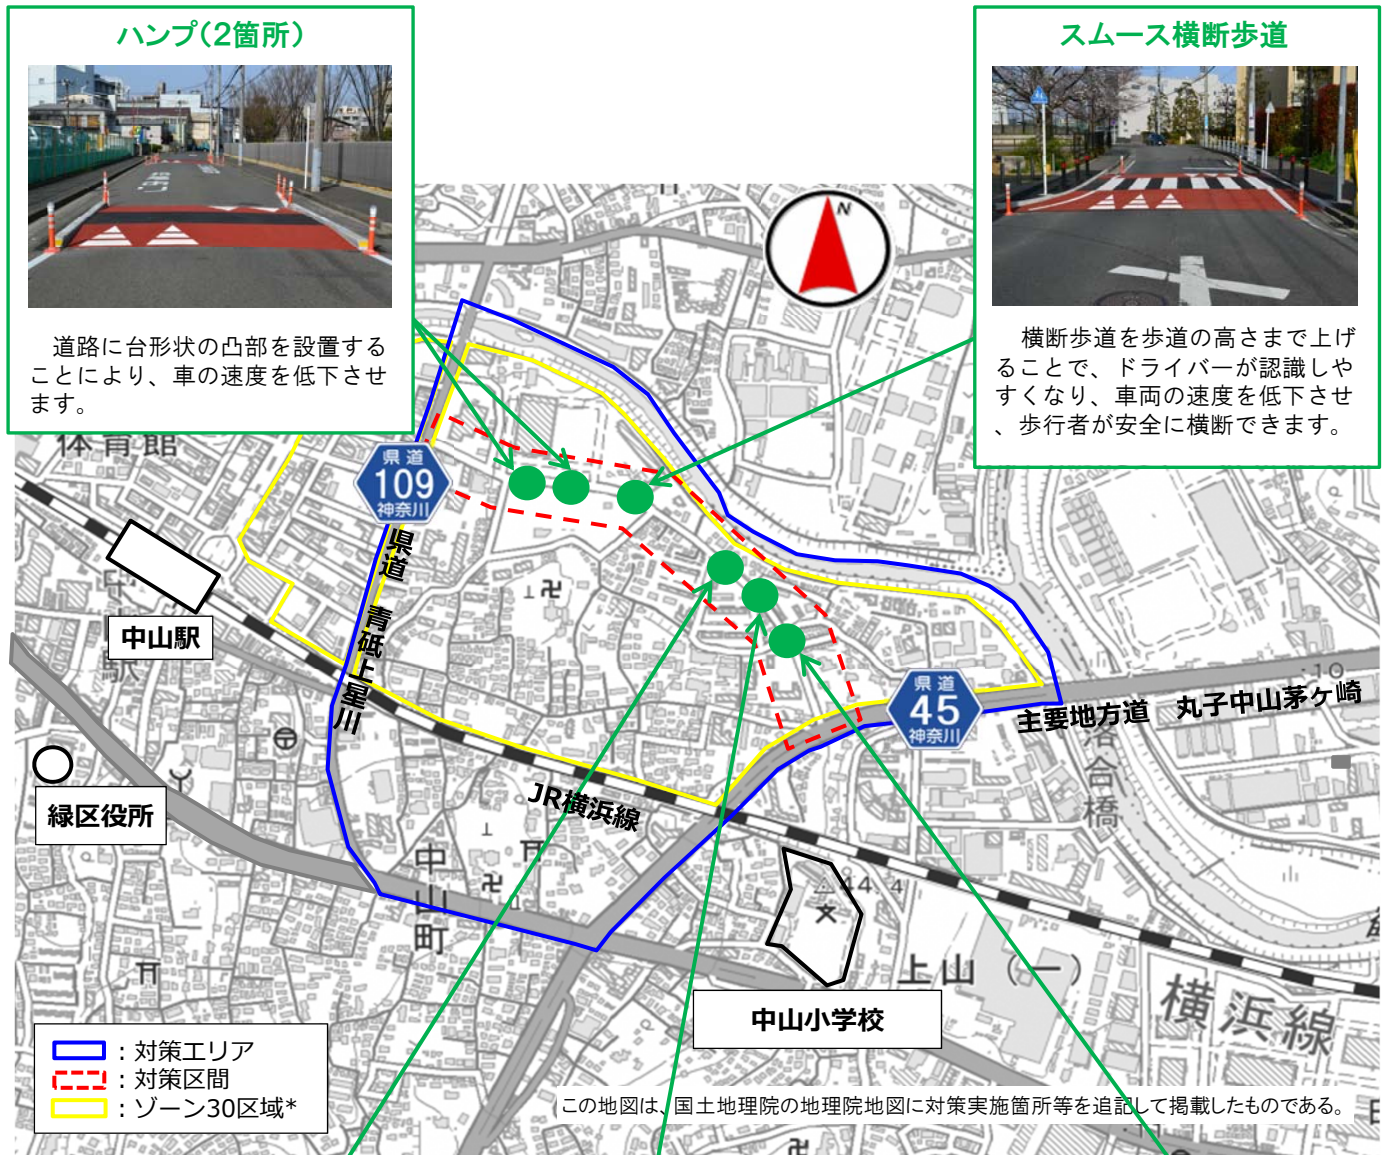 ハンプ（2箇所）
道路に台形状の凸部を設置する
ことにより、車の速度を低下させ
ます。
スムース横断歩道
横断歩道を歩道の高さまで上げ
ることで、ドライバーが認識しや
すくなり、車両の速度を低下させ
、歩行者が安全に横断できます。
N
体育館
県道
109
神奈川
県道 青砥上星川
中山駅
緑区役所
JR横浜線
県道
45
神奈川
主要地方道 丸子中山茅ヶ崎
落合橋
中山町
44.4
上山（一）
横浜線
中山小学校
：対策エリア
：対策区間
：ゾーン30区域*
この地図は、国土地理院の地理院地図に対策実施箇所等を追記して掲載したものである。